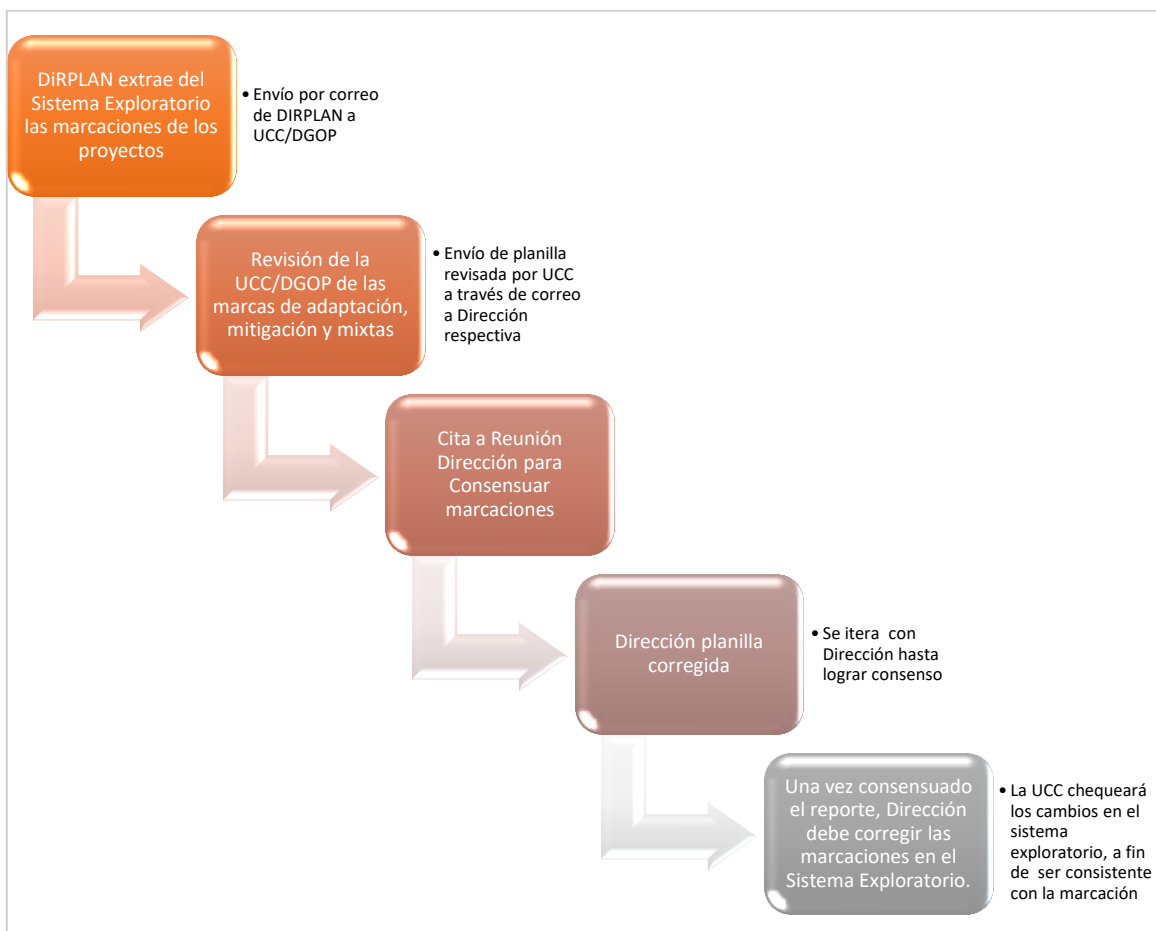 DiRPLAN extrae del
Sistema Exploratorio
las marcaciones de los
proyectos
• Envío por correo
de DIRPLAN a
UCC/DGOP
Revisión de la
UCC/DGOP de las
marcas de adaptación,
mitigación y mixtas
• Envío de planilla
revisada por UCC
a través de correo
a Dirección
respectiva
Cita a Reunión
Dirección para
Consensuar
marcaciones
Dirección planilla
corregida
• Se itera con
Dirección hasta
lograr consenso
Una vez consensuado
el reporte, Dirección
debe corregir las
marcaciones en el
Sistema Exploratorio.
• La UCC chequeará
los cambios en el
sistema
exploratorio, a fin
de ser consistente
con la marcación